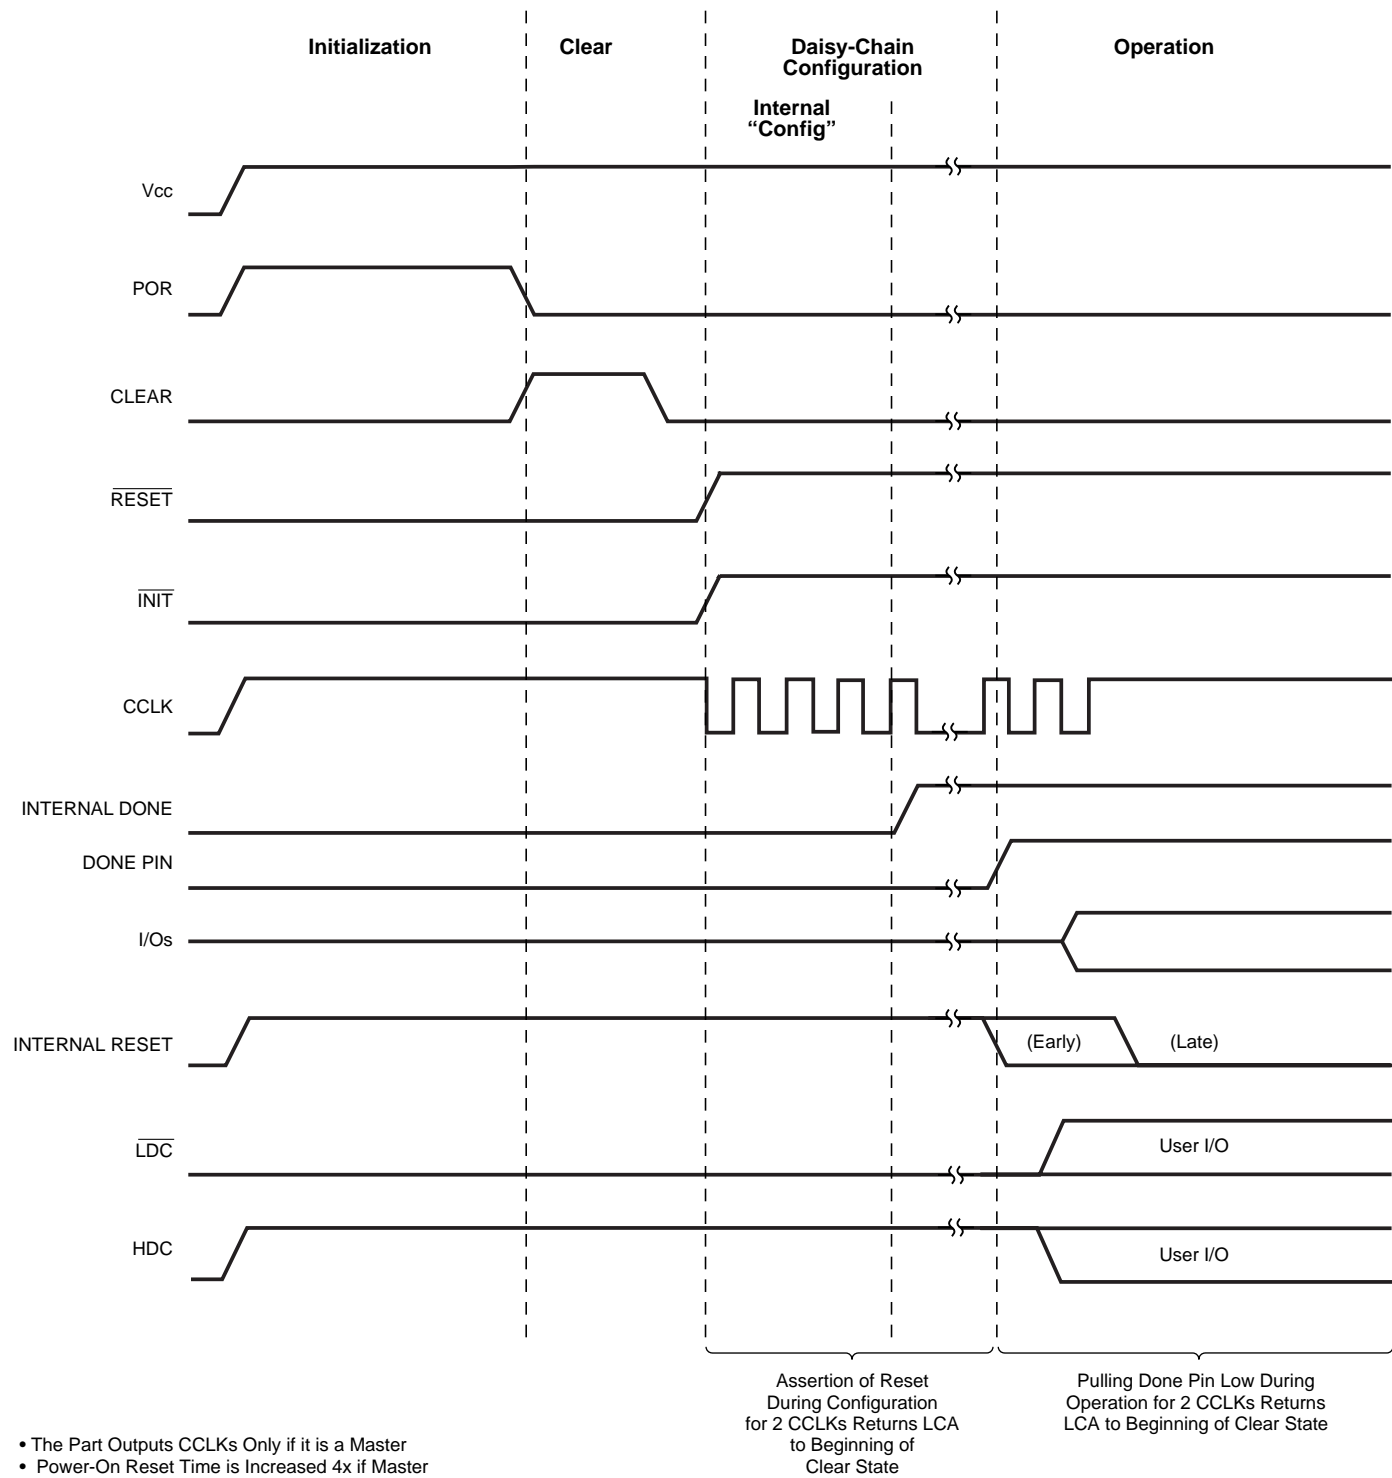 Initialization
Clear
Daisy-Chain
Configuration
Operation
Internal
“Config”
Vcc
POR
CLEAR
RESET
INIT
CCLK
INTERNAL DONE
DONE PIN
I/Os
INTERNAL RESET
(Early)
(Late)
LDC
User I/O
HDC
User I/O
Assertion of Reset
During Configuration
for 2 CCLKs Returns LCA
to Beginning of
Clear State
Pulling Done Pin Low During
Operation for 2 CCLKs Returns
LCA to Beginning of Clear State
• The Part Outputs CCLKs Only if it is a Master
• Power-On Reset Time is Increased 4x if Master